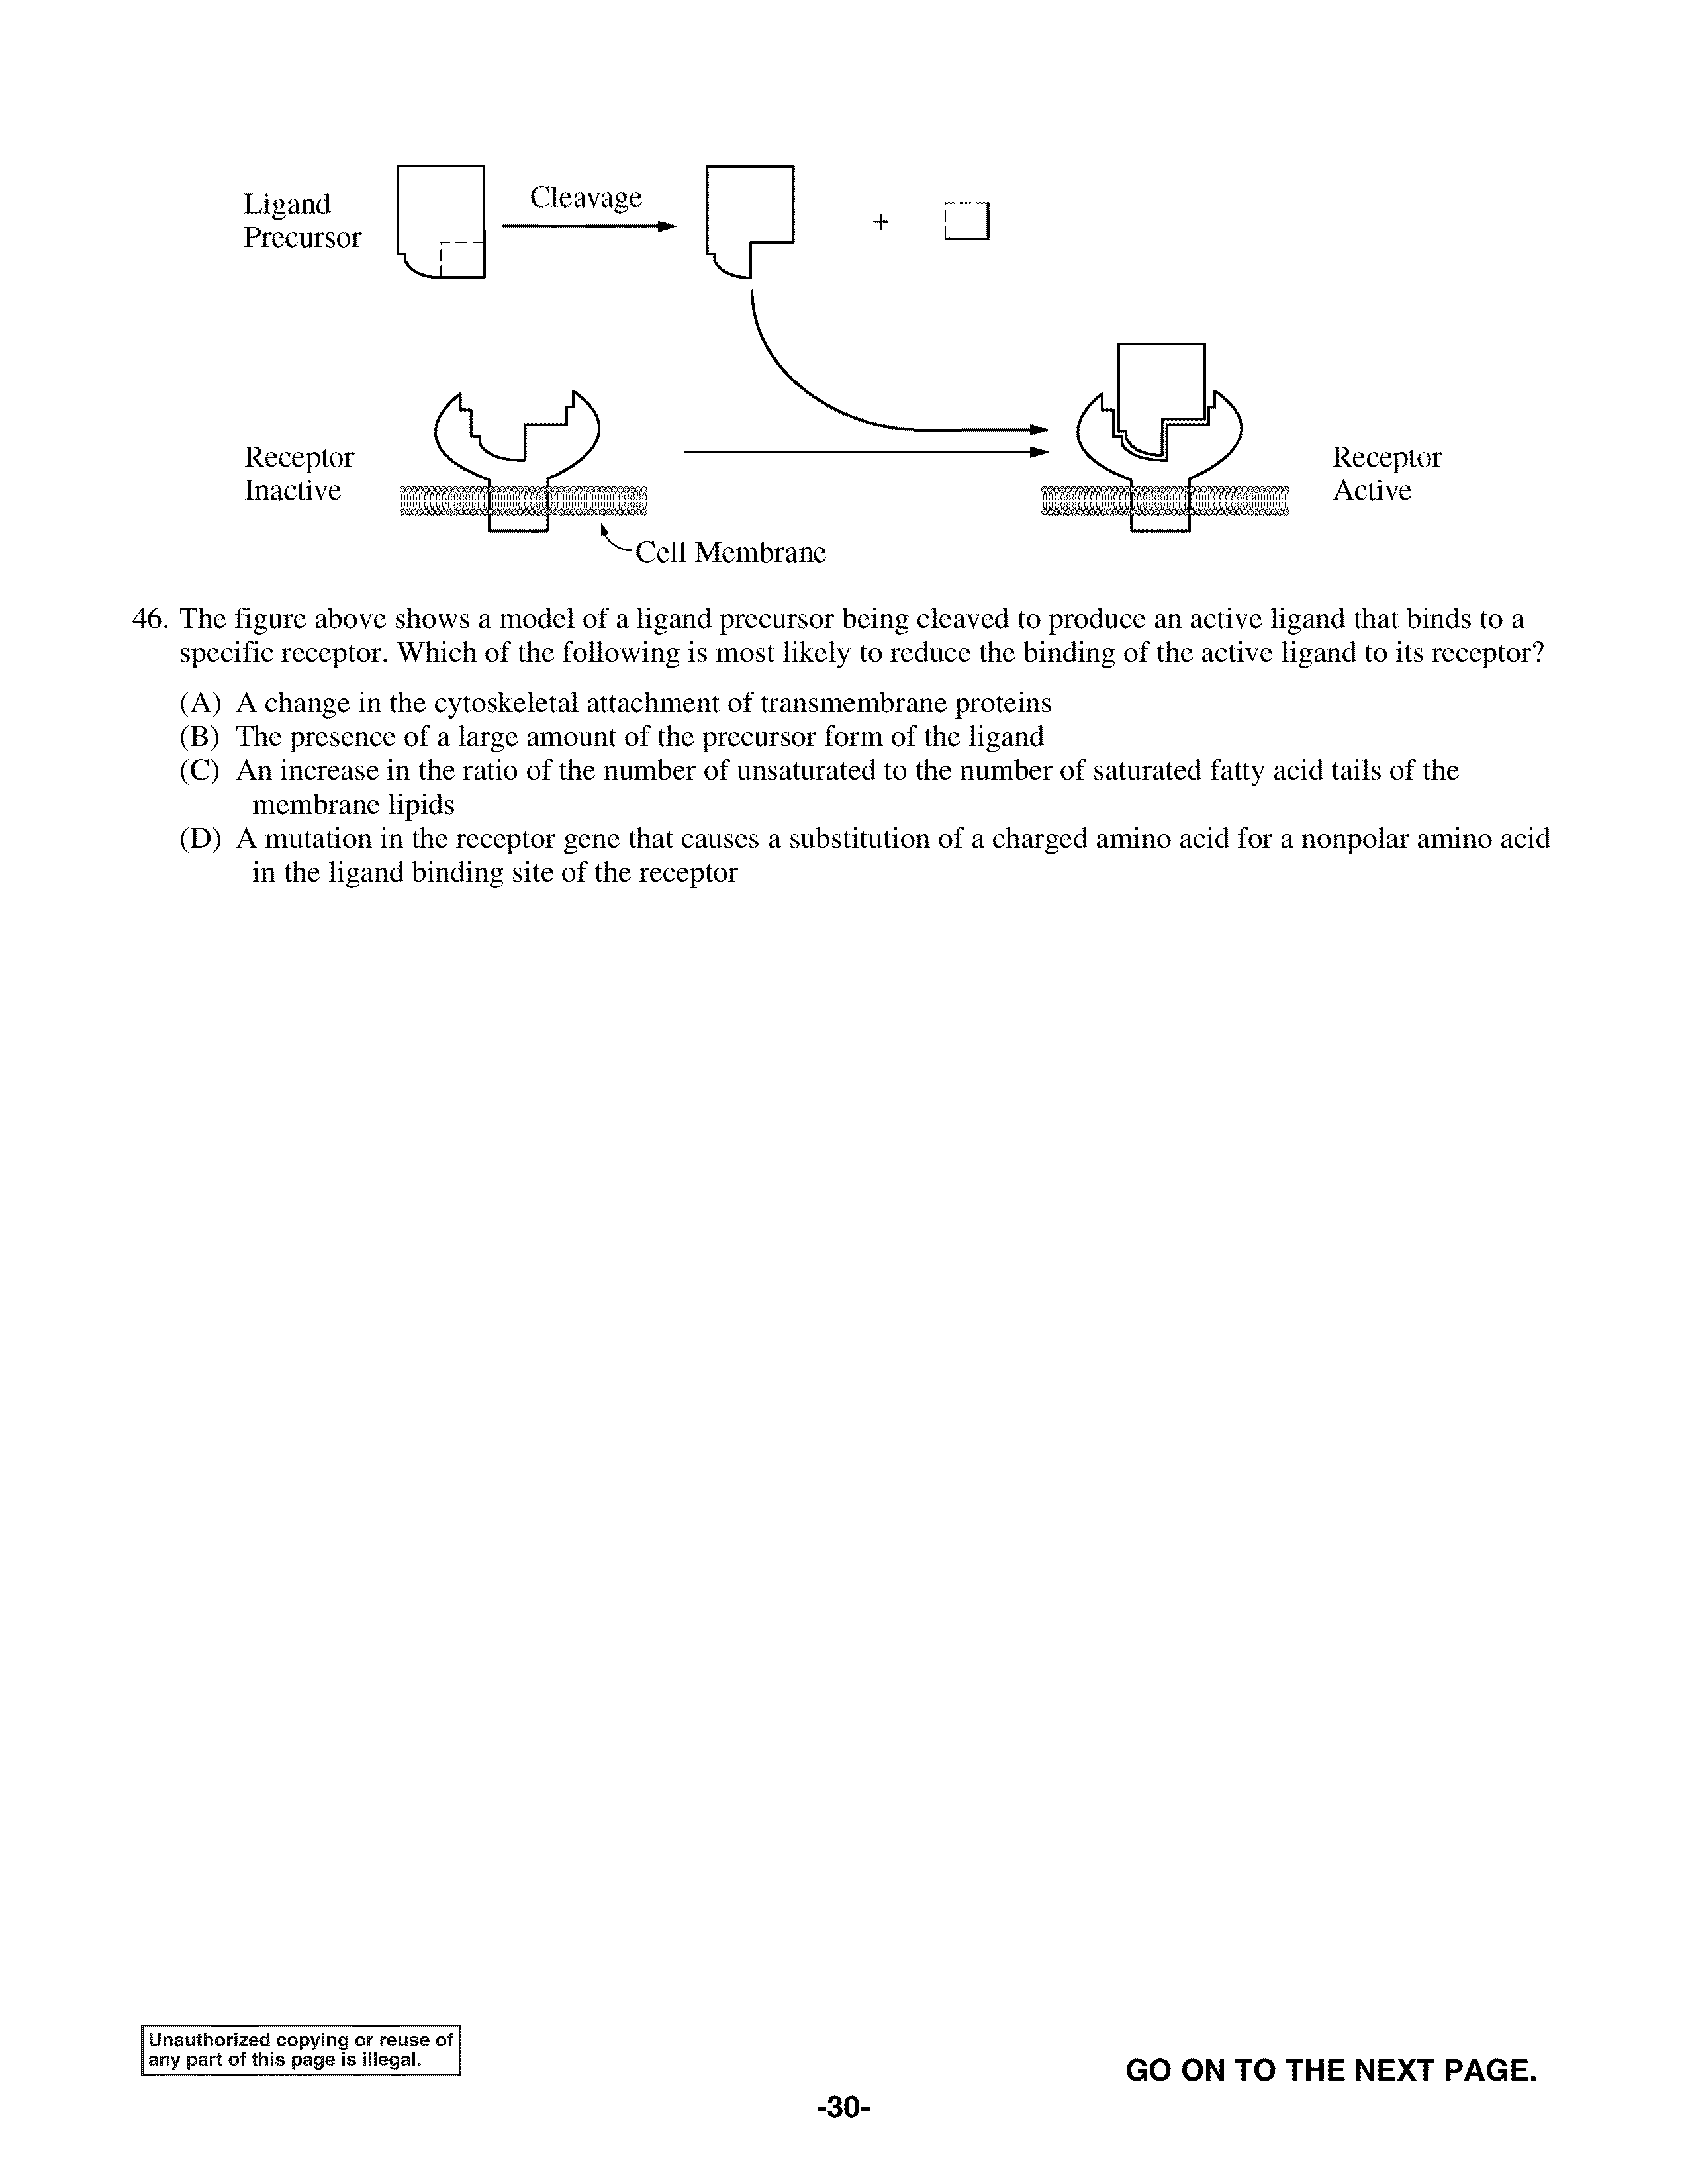 Ligand
Precursor
Cleavage
+
Receptor
Inactive
Receptor
Active
Cell Membrane
46. The figure above shows a model of a ligand precursor being cleaved to produce an active ligand that binds to a
specific receptor. Which of the following is most likely to reduce the binding of the active ligand to its receptor?
(A) A change in the cytoskeletal attachment of transmembrane proteins
(B) The presence of a large amount of the precursor form of the ligand
(C) An increase in the ratio of the number of unsaturated to the number of saturated fatty acid tails of the
membrane lipids
(D) A mutation in the receptor gene that causes a substitution of a charged amino acid for a nonpolar amino acid
in the ligand binding site of the receptor
Unauthorized copying or reuse of
any part of this page is illegal.
GO ON TO THE NEXT PAGE.
-30-